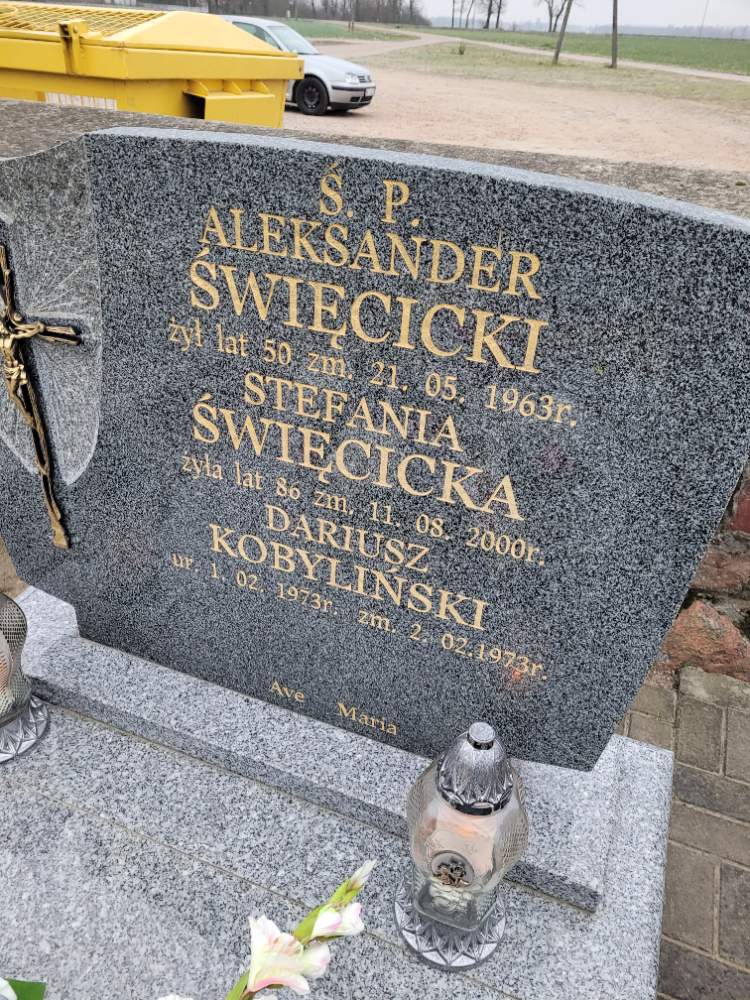 Ś. P.
ALEKSANDER
ŚWIĘCICKI
żył lat 50 zm. 21. 05. 1963r.
STEFANIA
ŚWIĘCICKA
żyła lat 86 zm. 11. 08. 2000r.
DARIUSZ
KOBYLIŃSKI
ur. 1. 02. 1973r. zm. 2. 02.1973r.
Ave Maria